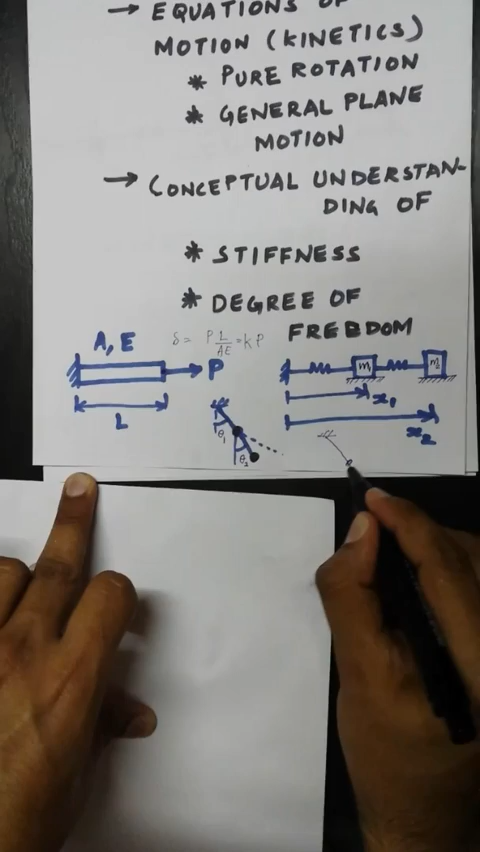 → EQUATIONS OF
MOTION (KINETICS)
* PURE ROTATION
* GENERAL PLANE
MOTION
→ CONCEPTUAL UNDERSTAN-
DING OF
* STIFFNESS
* DEGREE OF
FREEDOM
A, E
δ = P L/AE = kP
P
L
m
m
x₁
x₂
θ₁
θ₂